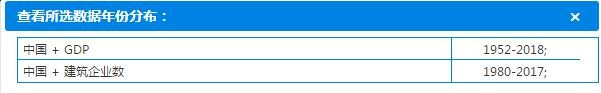 查看所选数据年份分布：
中国 + GDP 1952-2018;
中国 + 建筑企业数 1980-2017;